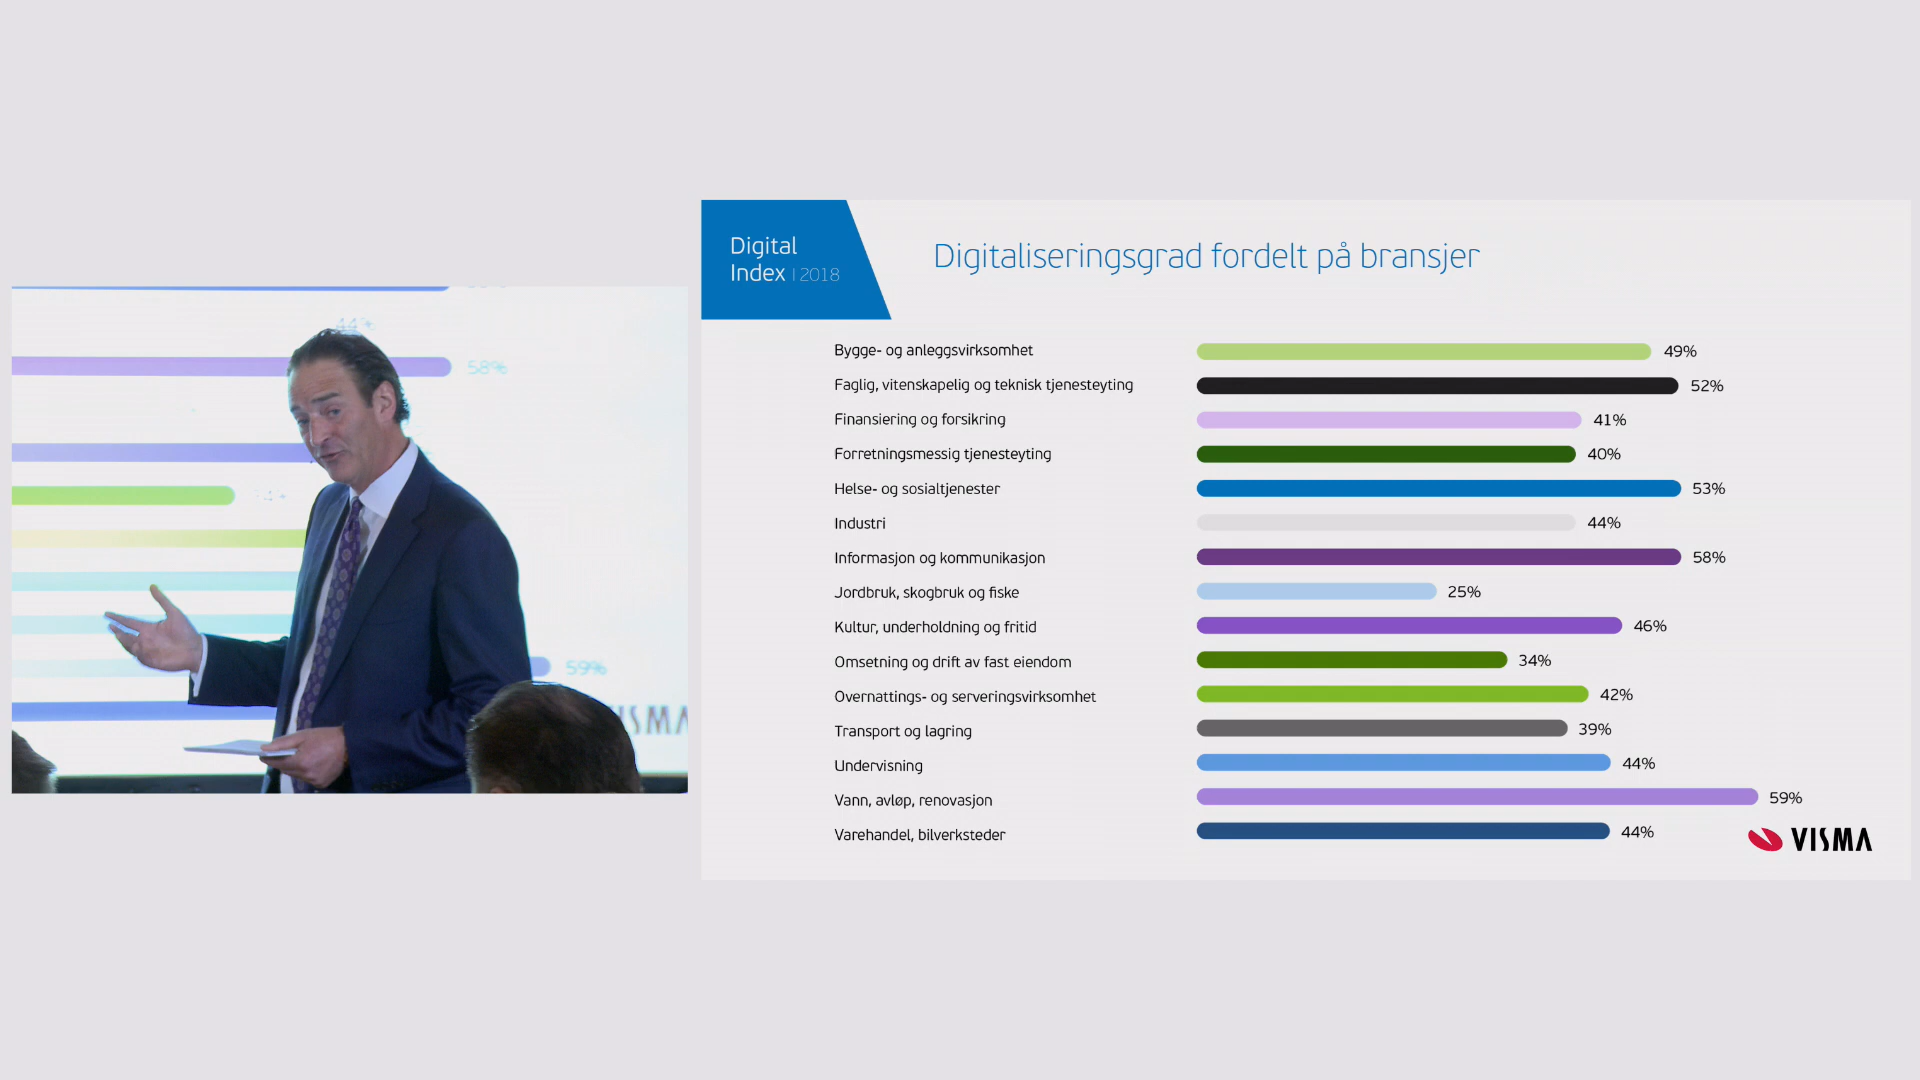 58%
59%
Digital
Index | 2018
Digitaliseringsgrad fordelt på bransjer
Bygge- og anleggsvirksomhet 49%
Faglig, vitenskapelig og teknisk tjenesteyting 52%
Finansiering og forsikring 41%
Forretningsmessig tjenesteyting 40%
Helse- og sosialtjenester 53%
Industri 44%
Informasjon og kommunikasjon 58%
Jordbruk, skogbruk og fiske 25%
Kultur, underholdning og fritid 46%
Omsetning og drift av fast eiendom 34%
Overnattings- og serveringsvirksomhet 42%
Transport og lagring 39%
Undervisning 44%
Vann, avløp, renovasjon 59%
Varehandel, bilverksteder 44%
VISMA